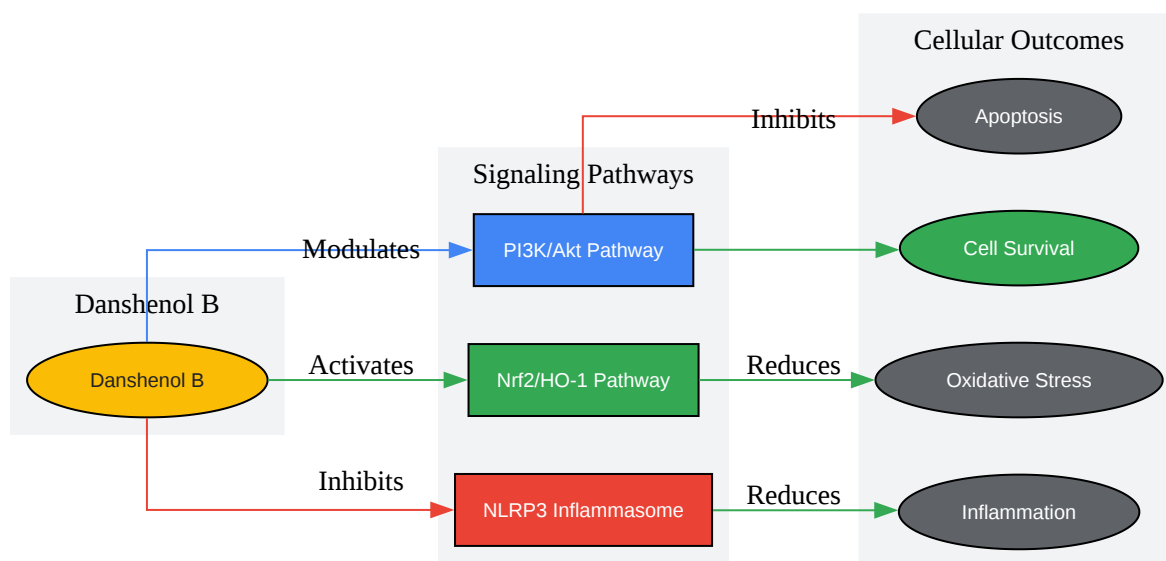 Cellular Outcomes
Inhibits
Apoptosis
Signaling Pathways
Modulates
PI3K/Akt Pathway
Cell Survival
Danshenol B
Danshenol B
Activates
Nrf2/HO-1 Pathway
Reduces
Oxidative Stress
Inhibits
NLRP3 Inflammasome
Reduces
Inflammation